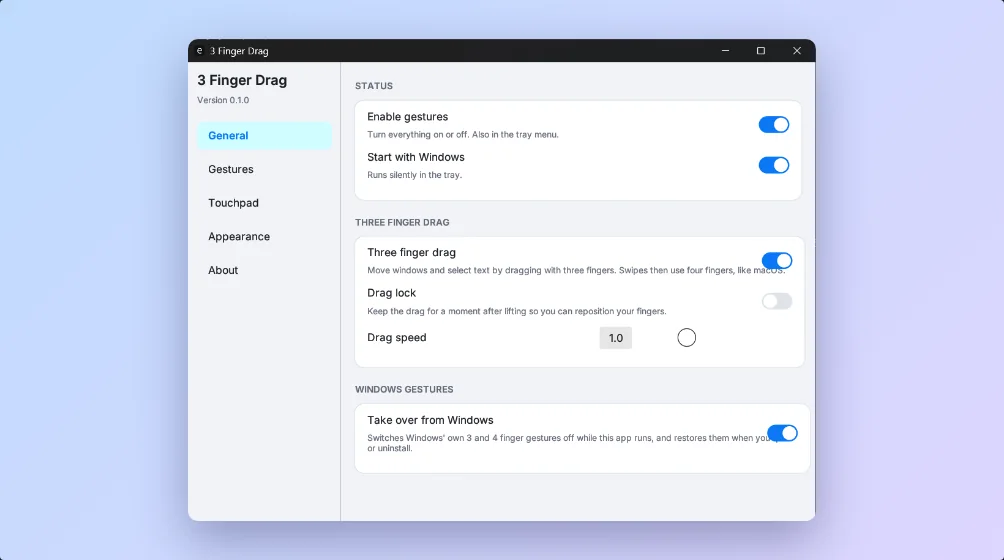 3 Finger Drag
3 Finger Drag
Version 0.1.0
General
Gestures
Touchpad
Appearance
About
STATUS
Enable gestures
Turn everything on or off. Also in the tray menu.
Start with Windows
Runs silently in the tray.
THREE FINGER DRAG
Three finger drag
Move windows and select text by dragging with three fingers. Swipes then use four fingers, like macOS.
Drag lock
Keep the drag for a moment after lifting so you can reposition your fingers.
Drag speed
1.0
WINDOWS GESTURES
Take over from Windows
Switches Windows' own 3 and 4 finger gestures off while this app runs, and restores them when you
or uninstall.